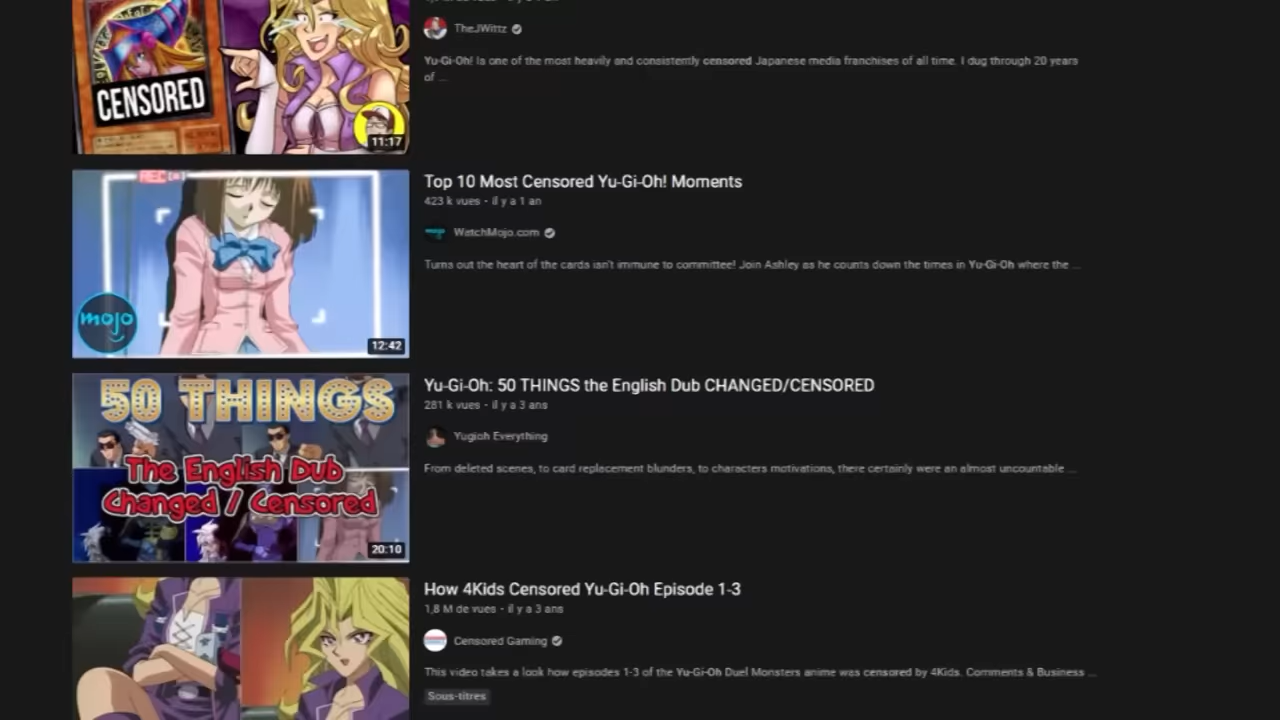 CENSORED
11:17
TheJWittz
Yu-Gi-Oh! is one of the most heavily and consistently censored Japanese media franchises of all time. I dug through 20 years
of ...
REC
mojo
12:42
Top 10 Most Censored Yu-Gi-Oh! Moments
423 k vues • il y a 1 an
mojo
WatchMojo.com
Turns out the heart of the cards isn't immune to committee! Join Ashley as he counts down the times in Yu-Gi-Oh where the ...
50 THINGS
The English Dub
Changed / Censored
20:10
Yu-Gi-Oh: 50 THINGS the English Dub CHANGED/CENSORED
281 k vues • il y a 3 ans
Yugioh Everything
From deleted scenes, to card replacement blunders, to characters motivations, there certainly were an almost uncountable ...
How 4Kids Censored Yu-Gi-Oh Episode 1-3
1,8 M de vues • il y a 3 ans
Censored Gaming
This video takes a look how episodes 1-3 of the Yu-Gi-Oh Duel Monsters anime was censored by 4Kids. Comments & Business ...
Sous-titres